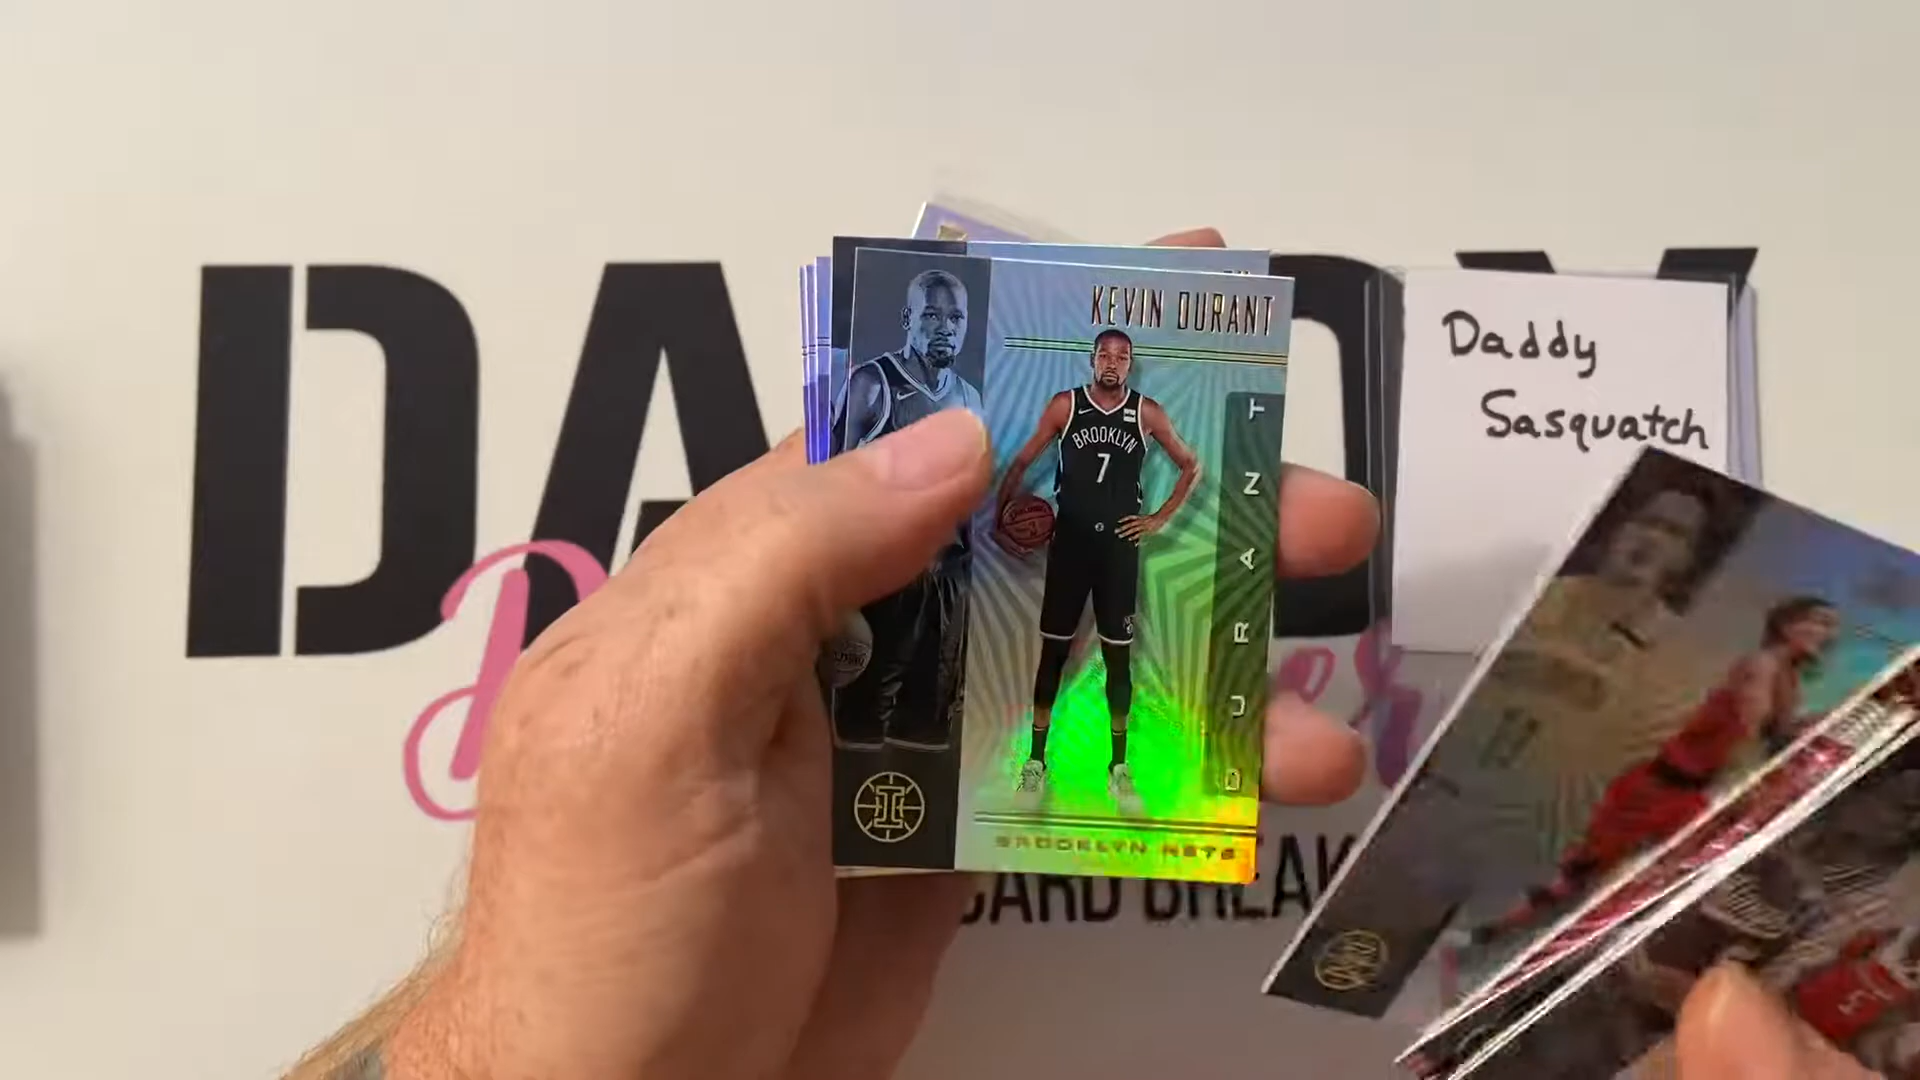 KEVIN DURANT
BROOKLYN
7
DURANT
BROOKLYN NETS
Daddy
Sasquatch
CARD BREAK